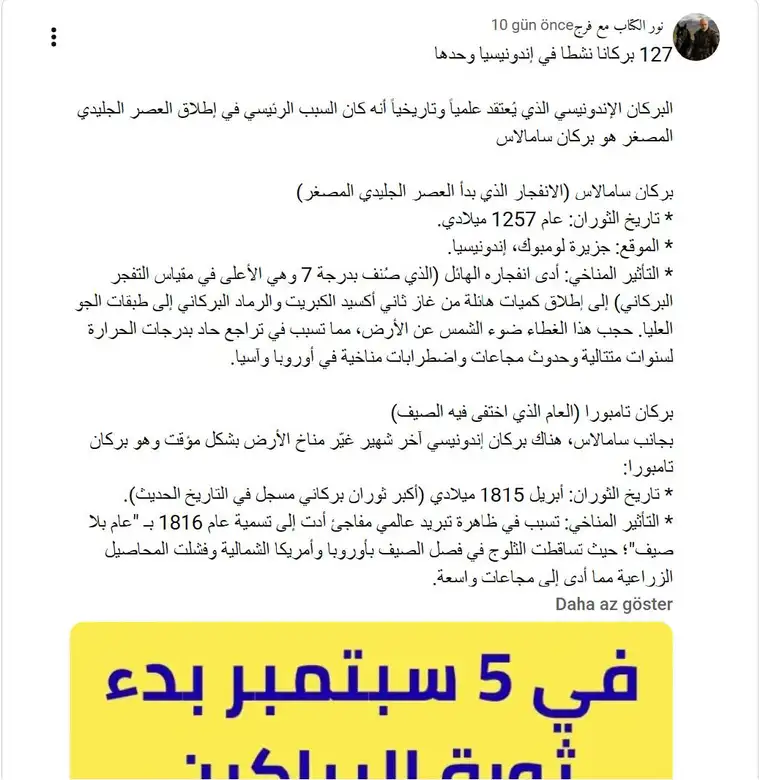 نور الكتاب مع فرج 10 gün önce
127 بركانا نشطا في إندونيسيا وحدها
البركان الإندونيسي الذي يُعتقد علمياً وتاريخياً أنه كان السبب الرئيسي في إطلاق العصر الجليدي
المصغر هو بركان سامالاس
بركان سامالاس (الانفجار الذي بدأ العصر الجليدي المصغر)
* تاريخ الثوران: عام 1257 ميلادي.
* الموقع: جزيرة لومبوك، إندونيسيا.
* التأثير المناخي: أدى انفجاره الهائل (الذي صُنف بدرجة 7 وهي الأعلى في مقياس التفجر
البركاني) إلى إطلاق كميات هائلة من غاز ثاني أكسيد الكبريت والرماد البركاني إلى طبقات الجو
العليا. حجب هذا الغطاء ضوء الشمس عن الأرض، مما تسبب في تراجع حاد بدرجات الحرارة
لسنوات متتالية وحدوث مجاعات واضطرابات مناخية في أوروبا وآسيا.
بركان تامبورا (العام الذي اختفى فيه الصيف)
بجانب سامالاس، هناك بركان إندونيسي آخر شهير غيّر مناخ الأرض بشكل مؤقت وهو بركان
تامبورا:
* تاريخ الثوران: أبريل 1815 ميلادي (أكبر ثوران بركاني مسجل في التاريخ الحديث).
* التأثير المناخي: تسبب في ظاهرة تبريد عالمي مفاجئ أدت إلى تسمية عام 1816 بـ "عام بلا
صيف"؛ حيث تساقطت الثلوج في فصل الصيف بأوروبا وأمريكا الشمالية وفشلت المحاصيل
الزراعية مما أدى إلى مجاعات واسعة.
Daha az göster
في 5 سبتمبر بدء
ثورة البراكين